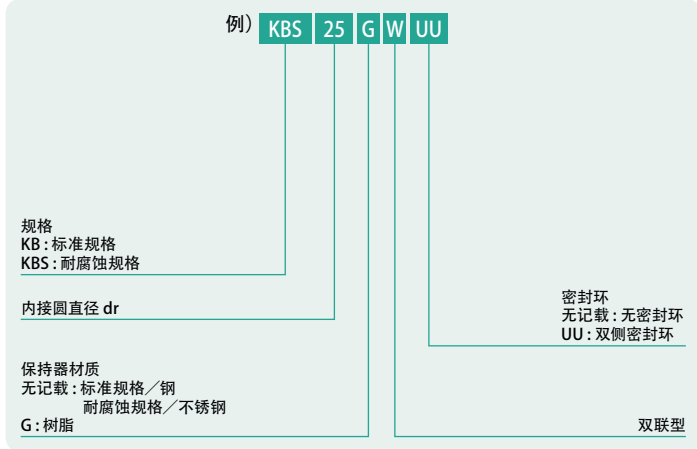 例） KBS 25 G W UU
规格
KB：标准规格
KBS：耐腐蚀规格
内接圆直径 dr
密封环
无记载：无密封环
UU：双侧密封环
保持器材质
无记载：标准规格／钢
耐腐蚀规格／不锈钢
G：树脂
双联型